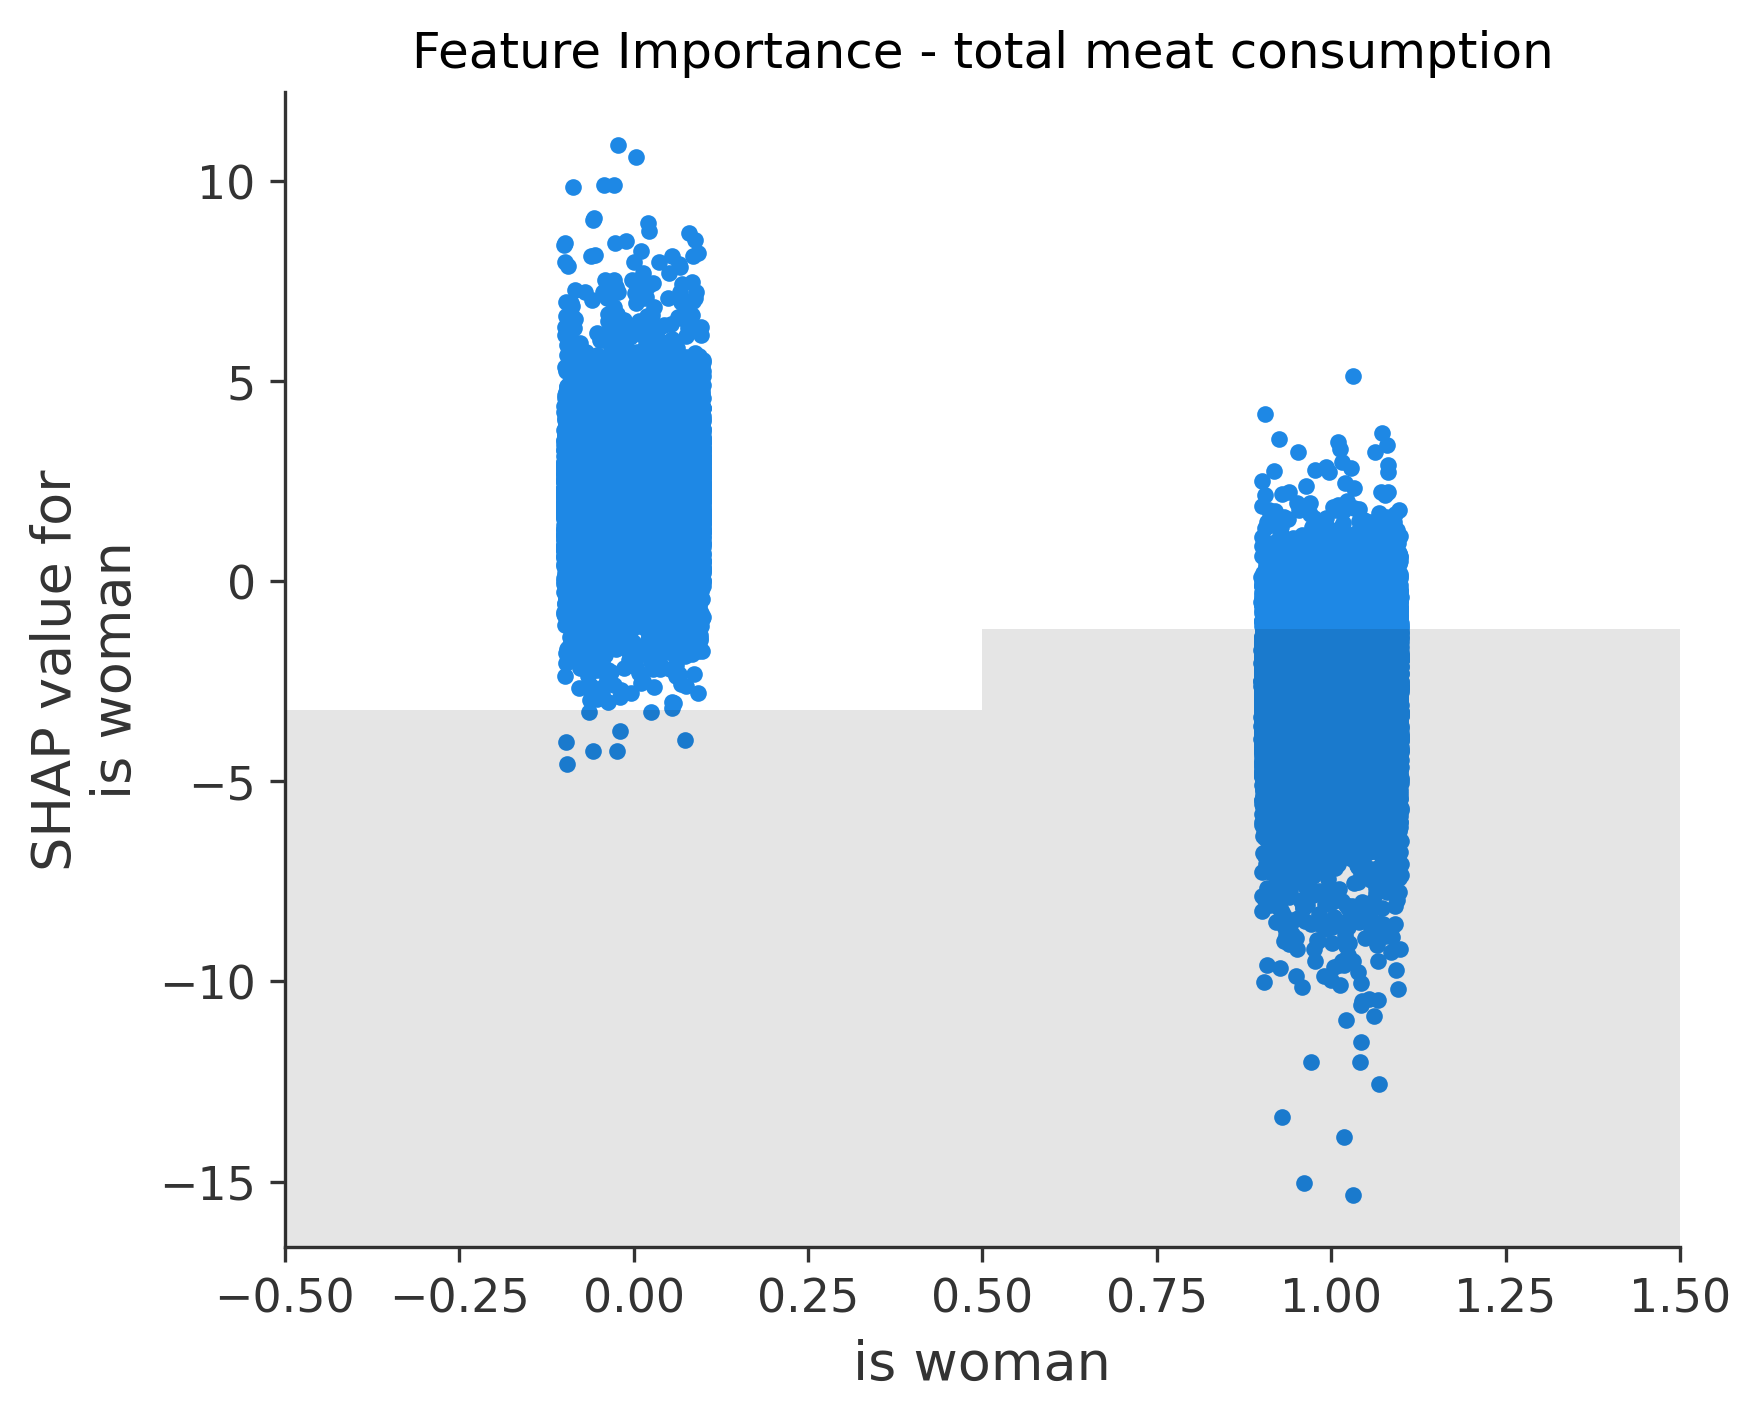 Feature Importance - total meat consumption
10
5
0
−5
−10
−15
SHAP value for
is woman
−0.50 −0.25 0.00 0.25 0.50 0.75 1.00 1.25 1.50
is woman